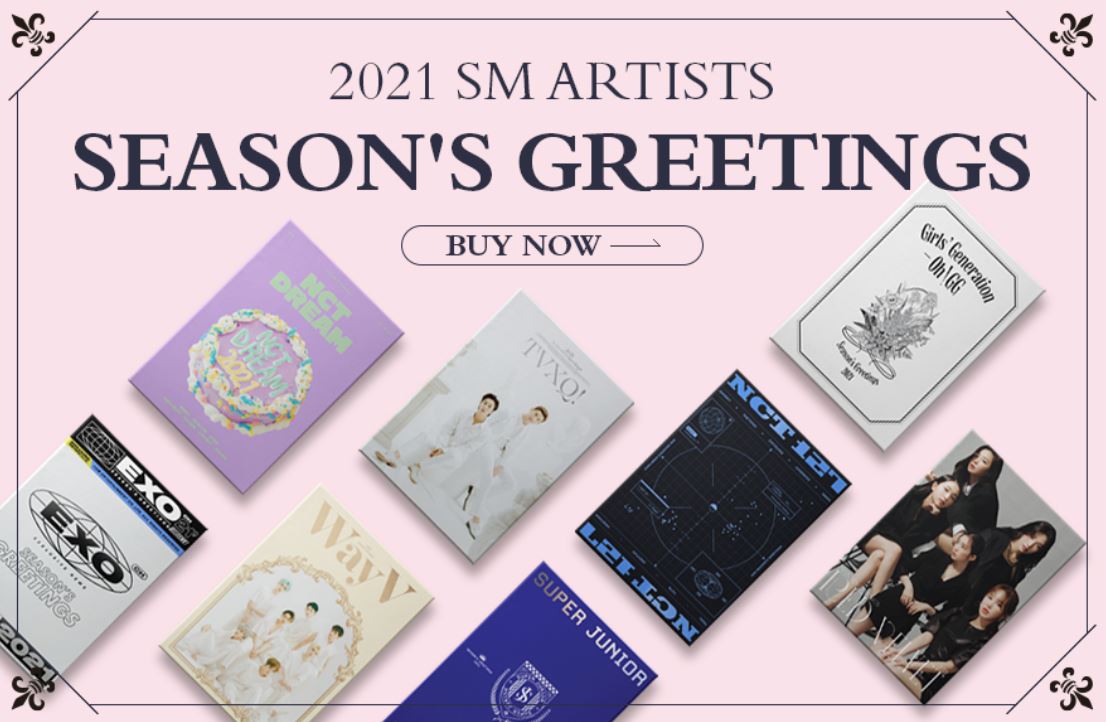 2021 SM ARTISTS
SEASON'S GREETINGS
BUY NOW
Girls' Generation
-Oh!GG
Season's Greetings
2021
NCT
DREAM
NCT
DREAM
2021
TVXQ!
NCT 127
NCT 127
EXO
EXO
SEASON'S
GREETINGS
2021
WayV
SUPER JUNIOR